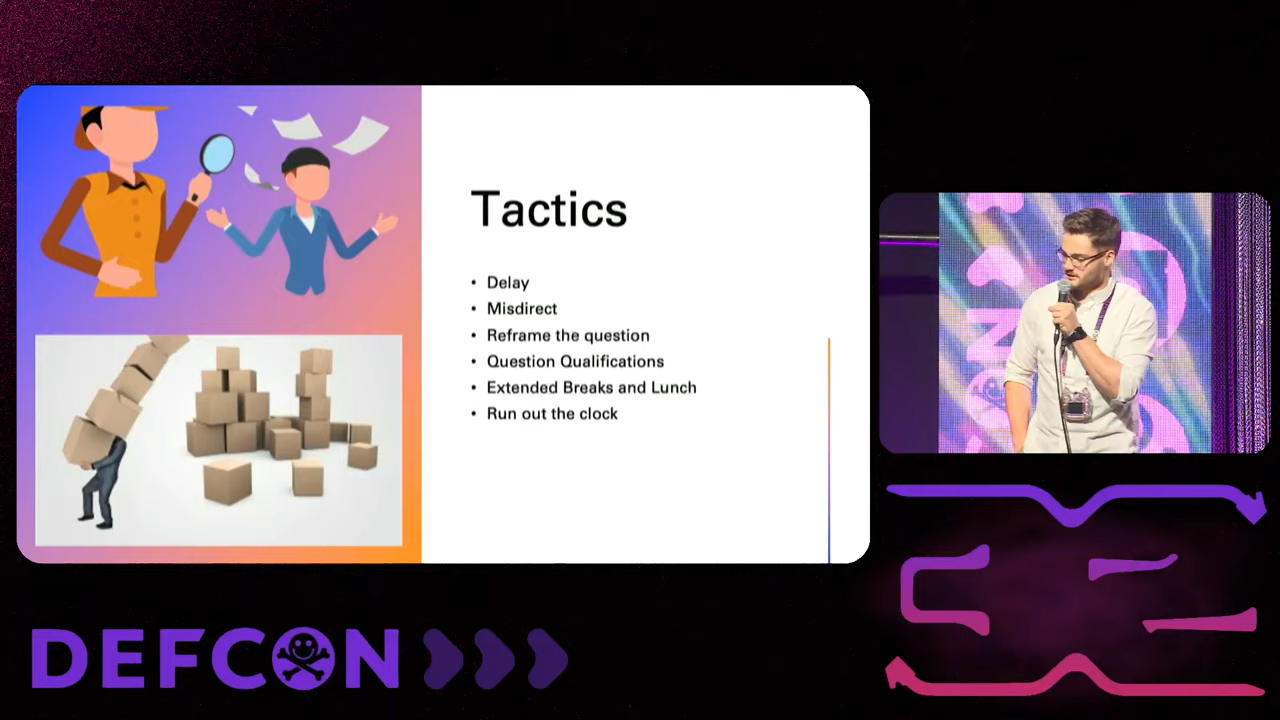 Tactics
• Delay
• Misdirect
• Reframe the question
• Question Qualifications
• Extended Breaks and Lunch
• Run out the clock
DEFCON